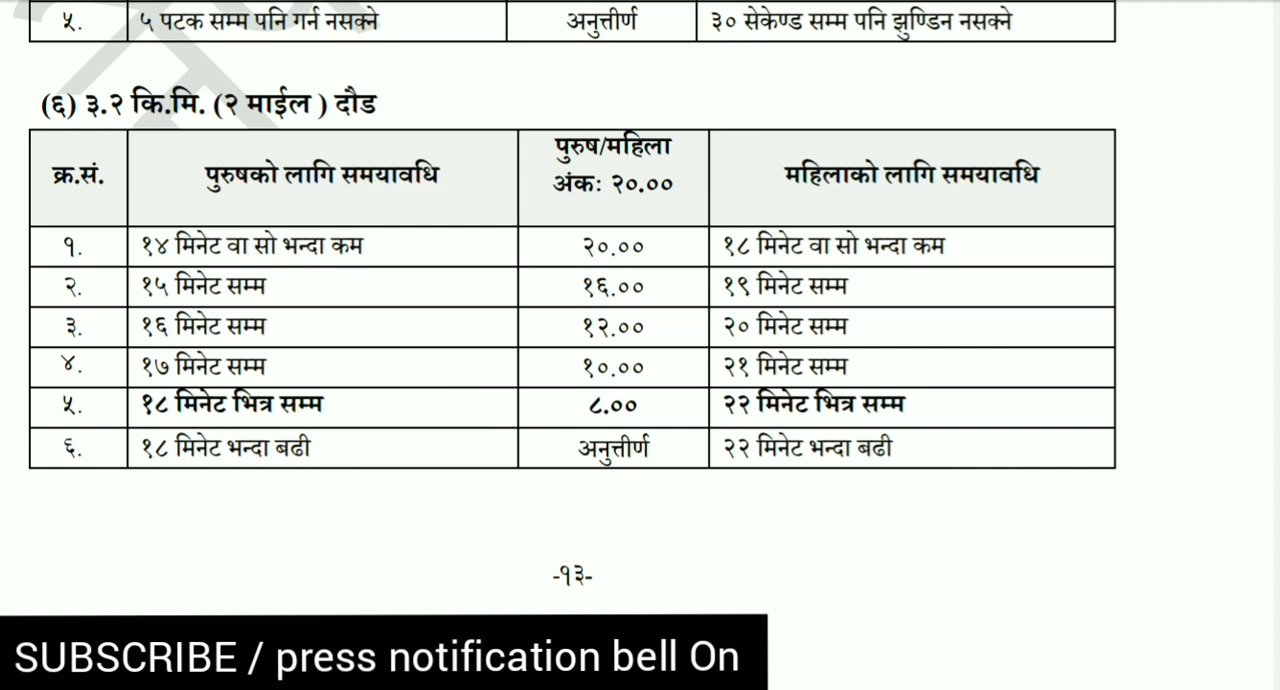 ५. ५ पटक सम्म पनि गर्न नसक्ने अनुत्तीर्ण ३० सेकेण्ड सम्म पनि झुण्डिन नसक्ने
(६) ३.२ कि.मि. (२ माईल ) दौड
क्र.सं. पुरुषको लागि समयावधि पुरुष/महिला अंकः २०.०० महिलाको लागि समयावधि
१. १४ मिनेट वा सो भन्दा कम २०.०० १८ मिनेट वा सो भन्दा कम
२. १५ मिनेट सम्म १६.०० १९ मिनेट सम्म
३. १६ मिनेट सम्म १२.०० २० मिनेट सम्म
४. १७ मिनेट सम्म १०.०० २१ मिनेट सम्म
५. १८ मिनेट भित्र सम्म ८.०० २२ मिनेट भित्र सम्म
६. १८ मिनेट भन्दा बढी अनुत्तीर्ण २२ मिनेट भन्दा बढी
-१३-
SUBSCRIBE / press notification bell On